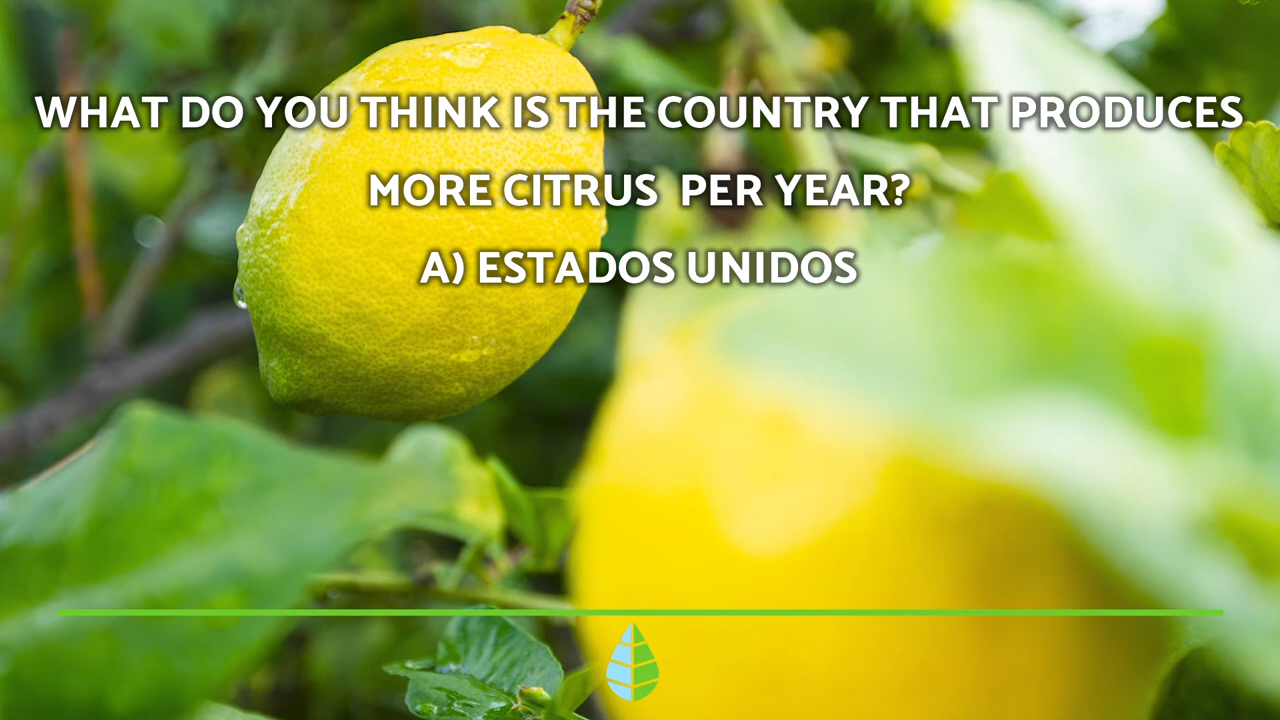 WHAT DO YOU THINK IS THE COUNTRY THAT PRODUCES
MORE CITRUS PER YEAR?
A) ESTADOS UNIDOS